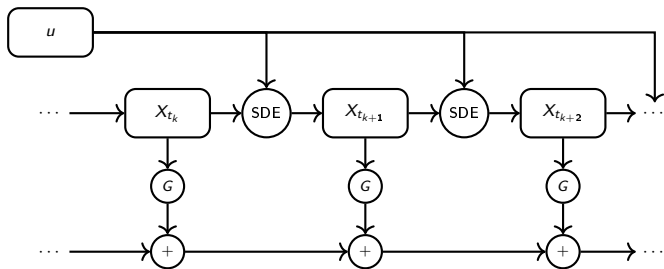 u
··· X_{t_k} SDE X_{t_{k+1}} SDE X_{t_{k+2}} ···
G G G
··· + + + ···